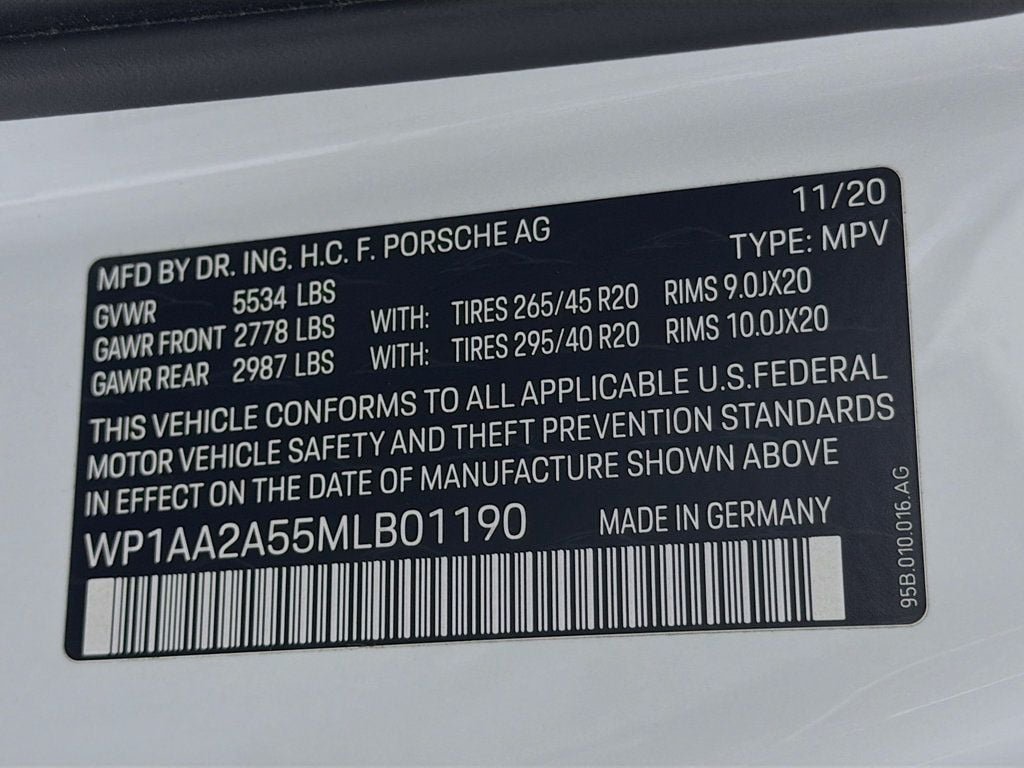 11/20
MFD BY DR. ING. H.C. F. PORSCHE AG TYPE: MPV
GVWR 5534 LBS
GAWR FRONT 2778 LBS WITH: TIRES 265/45 R20 RIMS 9.0JX20
GAWR REAR 2987 LBS WITH: TIRES 295/40 R20 RIMS 10.0JX20
THIS VEHICLE CONFORMS TO ALL APPLICABLE U.S.FEDERAL
MOTOR VEHICLE SAFETY AND THEFT PREVENTION STANDARDS
IN EFFECT ON THE DATE OF MANUFACTURE SHOWN ABOVE
WP1AA2A55MLB01190 MADE IN GERMANY
95B.010.016.AG